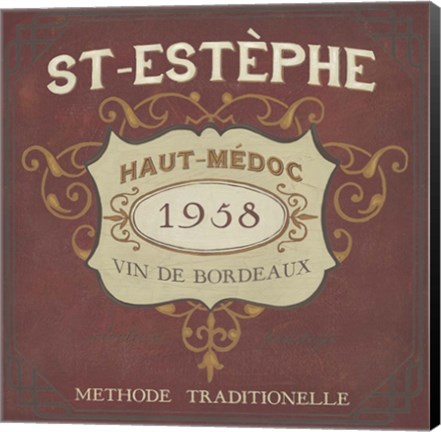 ST-ESTÈPHE
HAUT-MÉDOC
1958
VIN DE BORDEAUX
METHODE TRADITIONELLE